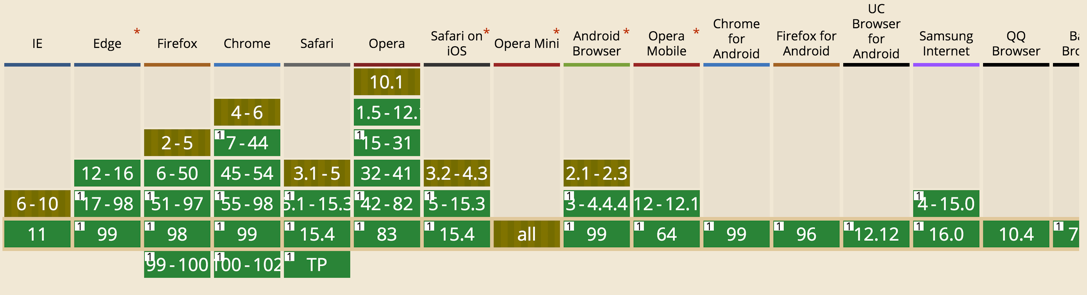 IE
Edge *
Firefox
Chrome
Safari
Opera
Safari on *
iOS
Opera Mini *
Android *
Browser
Opera *
Mobile
Chrome
for
Android
Firefox for
Android
UC
Browser
for
Android
Samsung
Internet
QQ
Browser
10.1
4 - 6
1.5 - 12.
2 - 5
1 7 - 44
1 15 - 31
12 - 16
6 - 50
45 - 54
3.1 - 5
32 - 41
3.2 - 4.3
2.1 - 2.3
6 - 10
1 17 - 98
1 51 - 97
1 55 - 98
1 5.1 - 15.3
1 42 - 82
1 5 - 15.3
1 3 - 4.4.4
12 - 12.1
1 4 - 15.0
11
1 99
1 98
1 99
1 15.4
1 83
1 15.4
all
1 99
1 64
1 99
1 96
1 12.12
1 16.0
10.4
1 7
1 99 - 100
1 100 - 102
1 TP